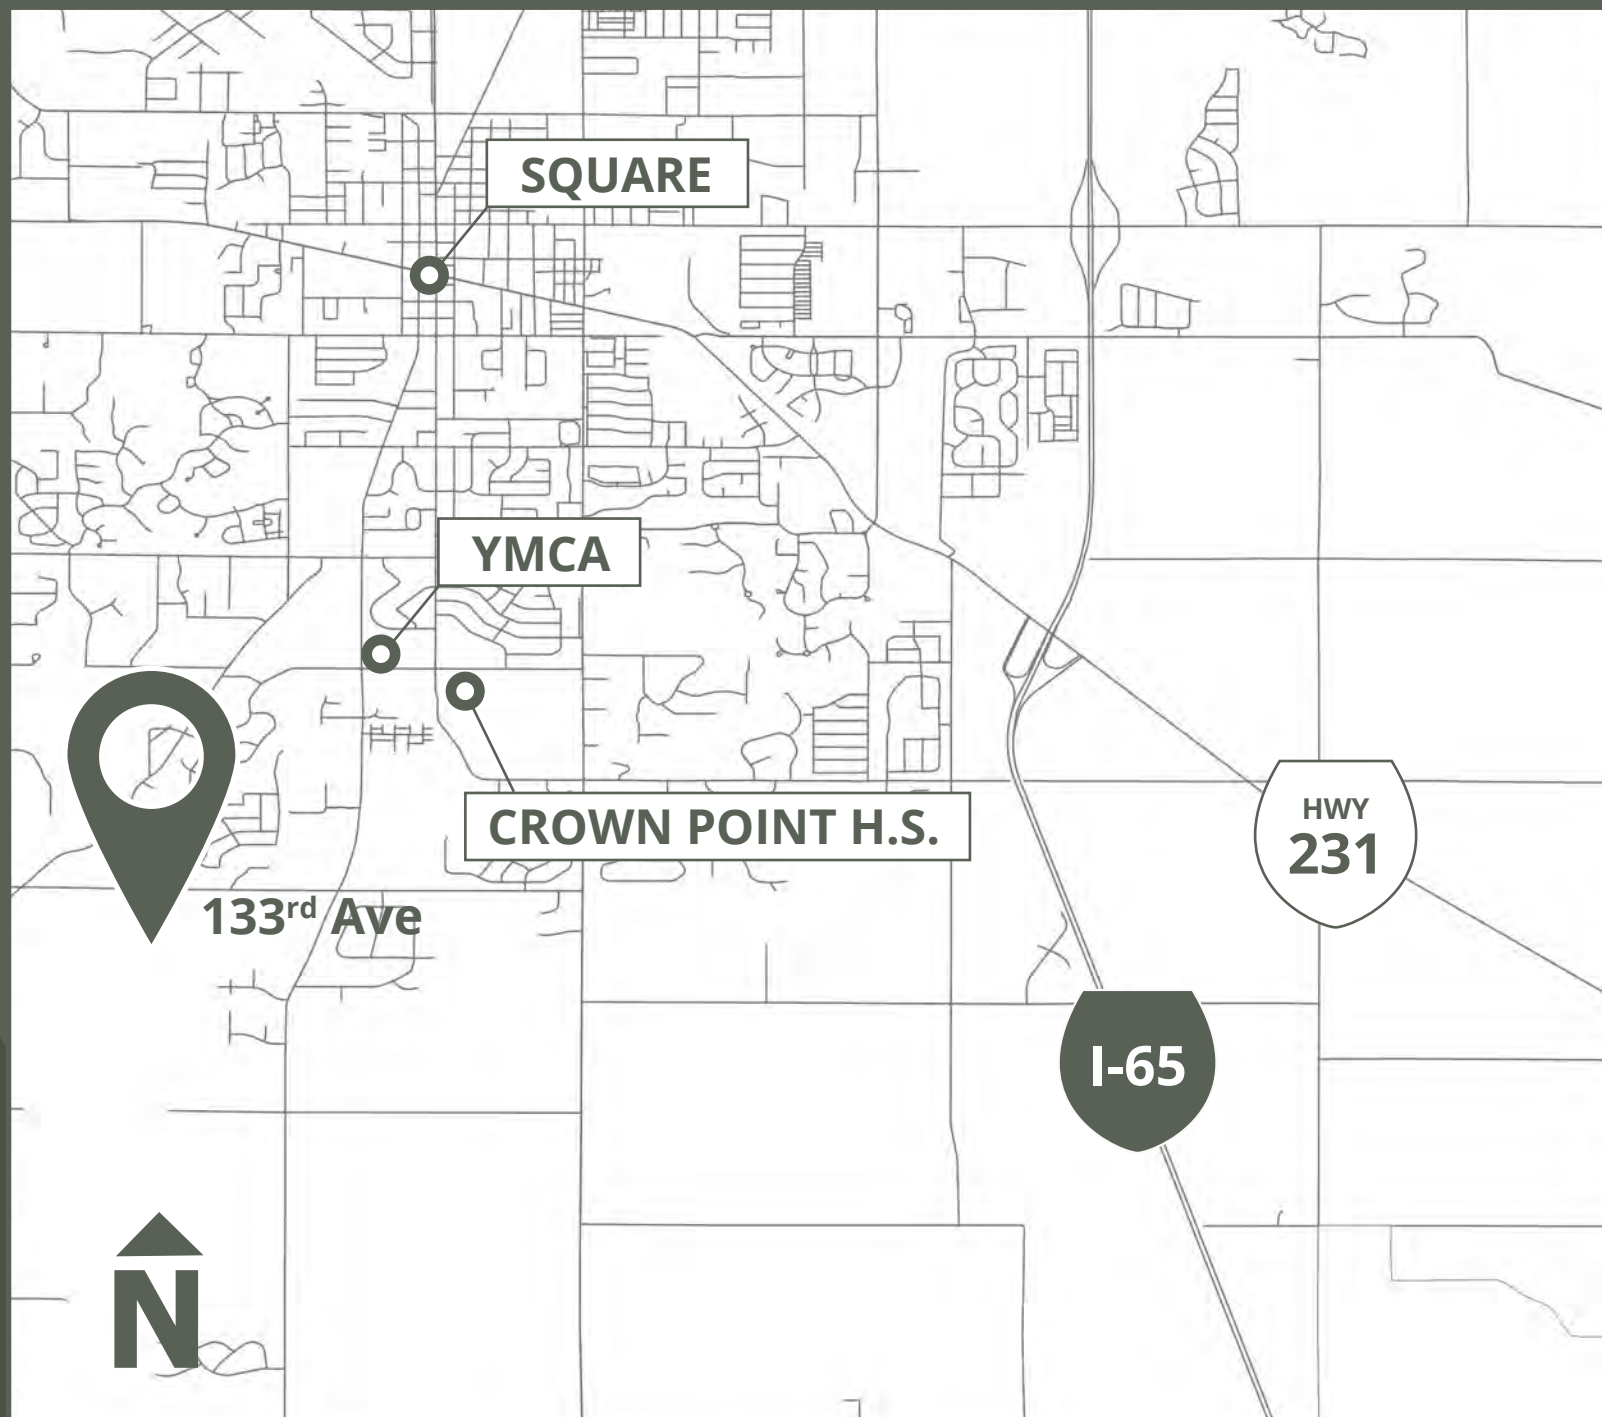 SQUARE
YMCA
CROWN POINT H.S.
HWY
231
133rd Ave
I-65
N